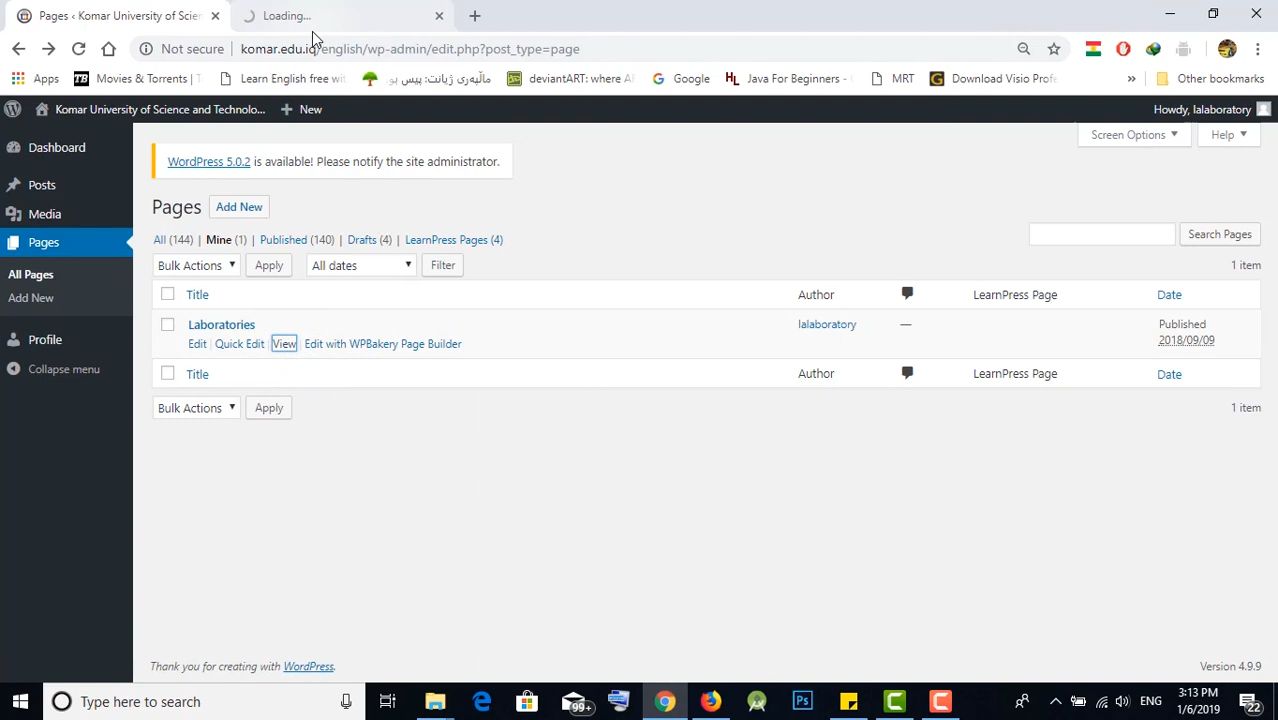 Pages ‹ Komar University of Scien
Loading...
Not secure
komar.edu.iq/english/wp-admin/edit.php?post_type=page
Apps
Movies & Torrents |
Learn English free wit
ماڵپەری ژیانت: پیس بو
deviantART: where A
Google
Java For Beginners -
MRT
Download Visio Profe
»
Other bookmarks
Komar University of Science and Technolo...
New
Howdy, lalaboratory
Dashboard
Posts
Media
Pages
All Pages
Add New
Profile
Collapse menu
Screen Options
Help
WordPress 5.0.2 is available! Please notify the site administrator.
Pages
Add New
All (144) | Mine (1) | Published (140) | Drafts (4) | LearnPress Pages (4)
Search Pages
Bulk Actions
Apply
All dates
Filter
1 item
Title
Author
LearnPress Page
Date
Laboratories
lalaboratory
—
Published
2018/09/09
Edit | Quick Edit | View | Edit with WPBakery Page Builder
Title
Author
LearnPress Page
Date
Bulk Actions
Apply
1 item
Thank you for creating with WordPress.
Version 4.9.9
Type here to search
99+
Ps
ENG
3:13 PM
1/6/2019
22